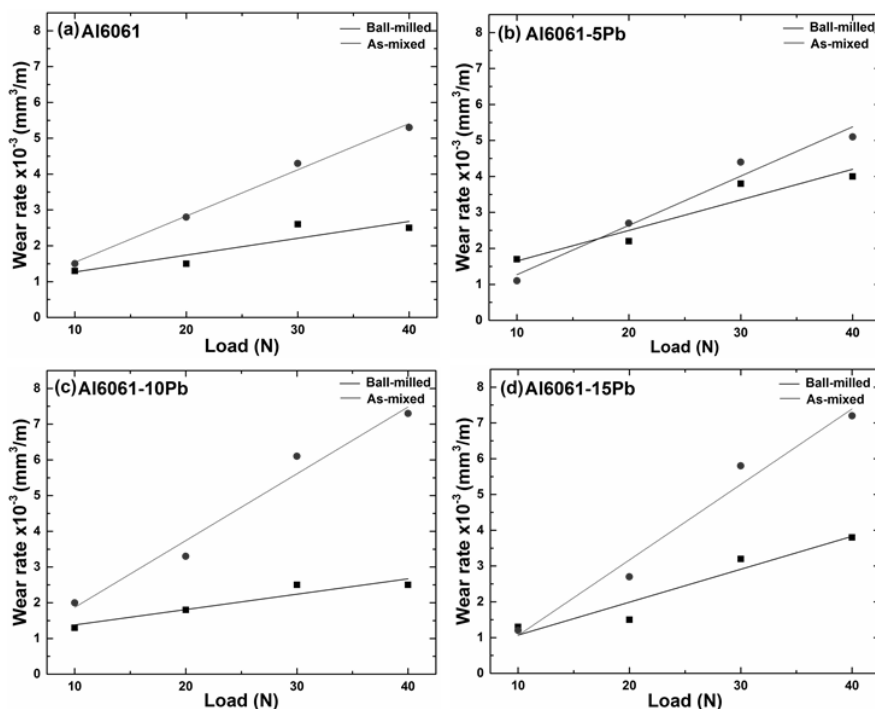 (a) Al6061
Ball-milled
As-mixed
Wear rate x10⁻³ (mm³/m)
8
7
6
5
4
3
2
1
0
10 20 30 40
Load (N)
(b) Al6061-5Pb
Ball-milled
As-mixed
Wear rate x10⁻³ (mm³/m)
8
7
6
5
4
3
2
1
0
10 20 30 40
Load (N)
(c) Al6061-10Pb
Ball-milled
As-mixed
Wear rate x10⁻³ (mm³/m)
8
7
6
5
4
3
2
1
0
10 20 30 40
Load (N)
(d) Al6061-15Pb
Ball-milled
As-mixed
Wear rate x10⁻³ (mm³/m)
8
7
6
5
4
3
2
1
0
10 20 30 40
Load (N)